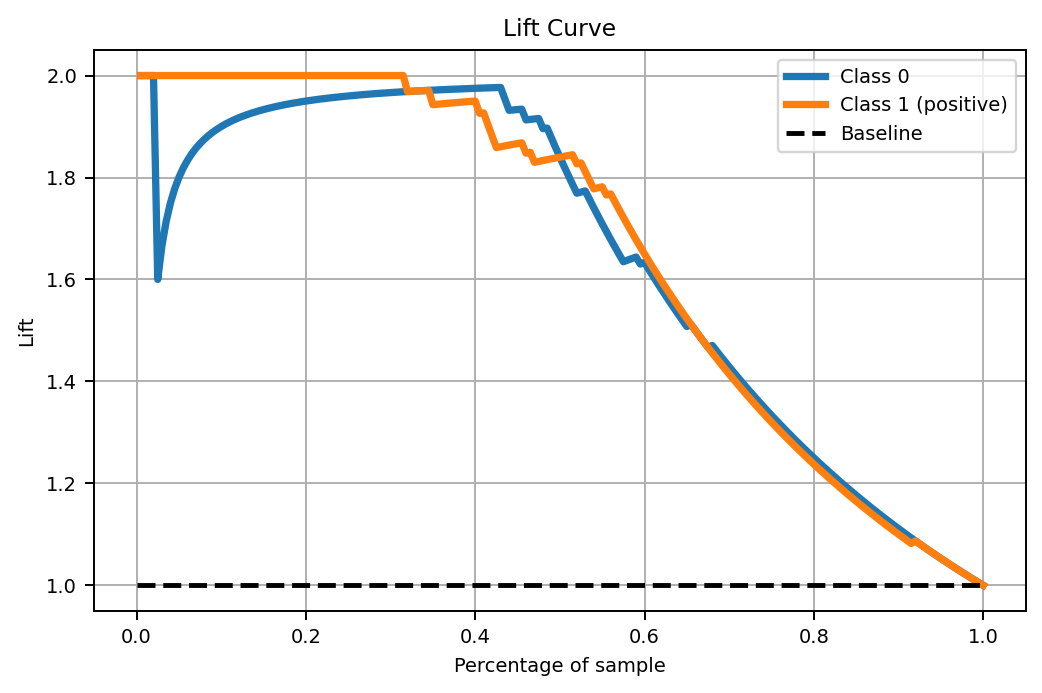 Lift Curve
Class 0
Class 1 (positive)
Baseline
Lift
2.0
1.8
1.6
1.4
1.2
1.0
0.0 0.2 0.4 0.6 0.8 1.0
Percentage of sample